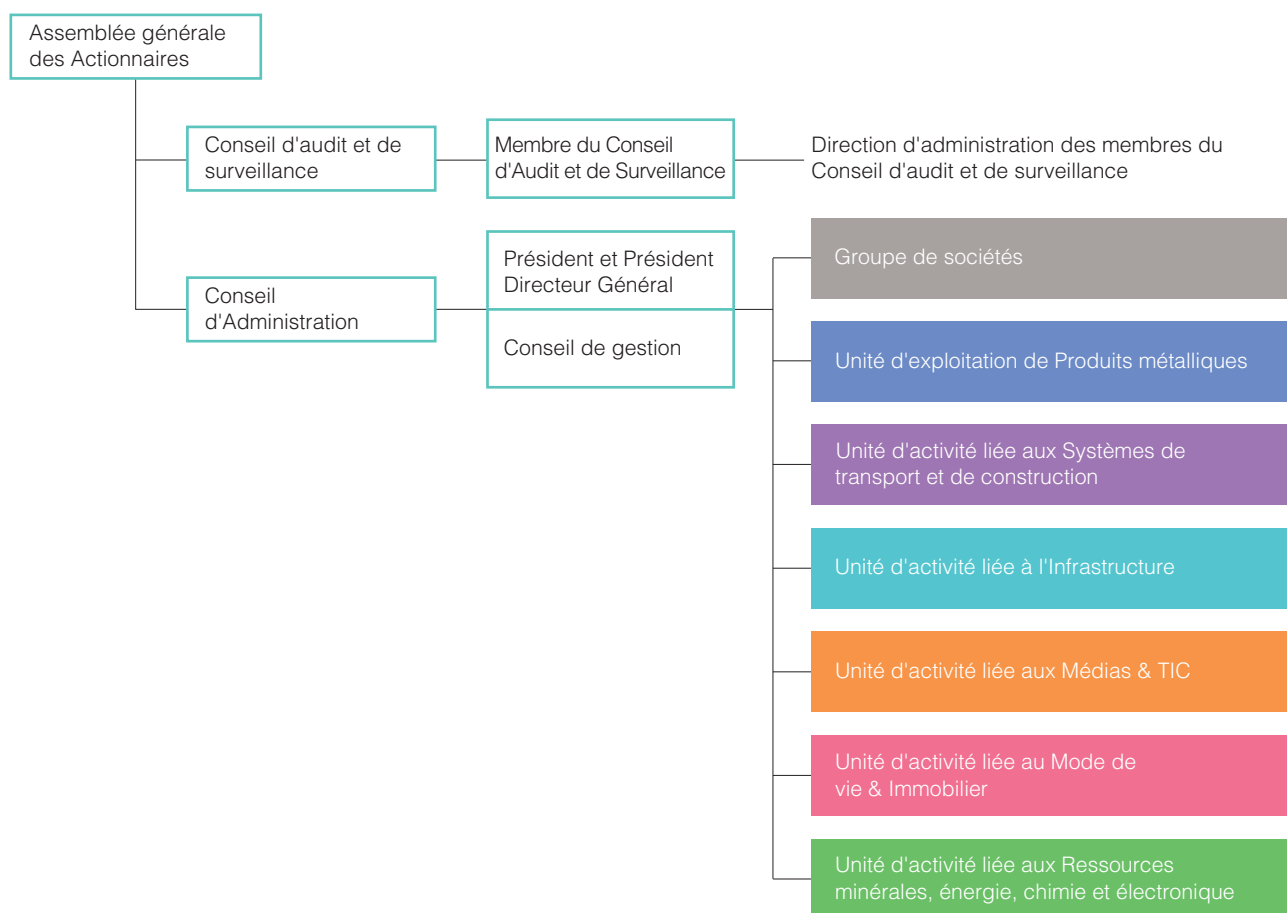 Assemblée générale
des Actionnaires
Conseil d'audit et de
surveillance
Membre du Conseil
d'Audit et de Surveillance
Direction d'administration des membres du
Conseil d'audit et de surveillance
Conseil
d'Administration
Président et Président
Directeur Général
Conseil de gestion
Groupe de sociétés
Unité d'exploitation de Produits métalliques
Unité d'activité liée aux Systèmes de
transport et de construction
Unité d'activité liée à l'Infrastructure
Unité d'activité liée aux Médias & TIC
Unité d'activité liée au Mode de
vie & Immobilier
Unité d'activité liée aux Ressources
minérales, énergie, chimie et électronique